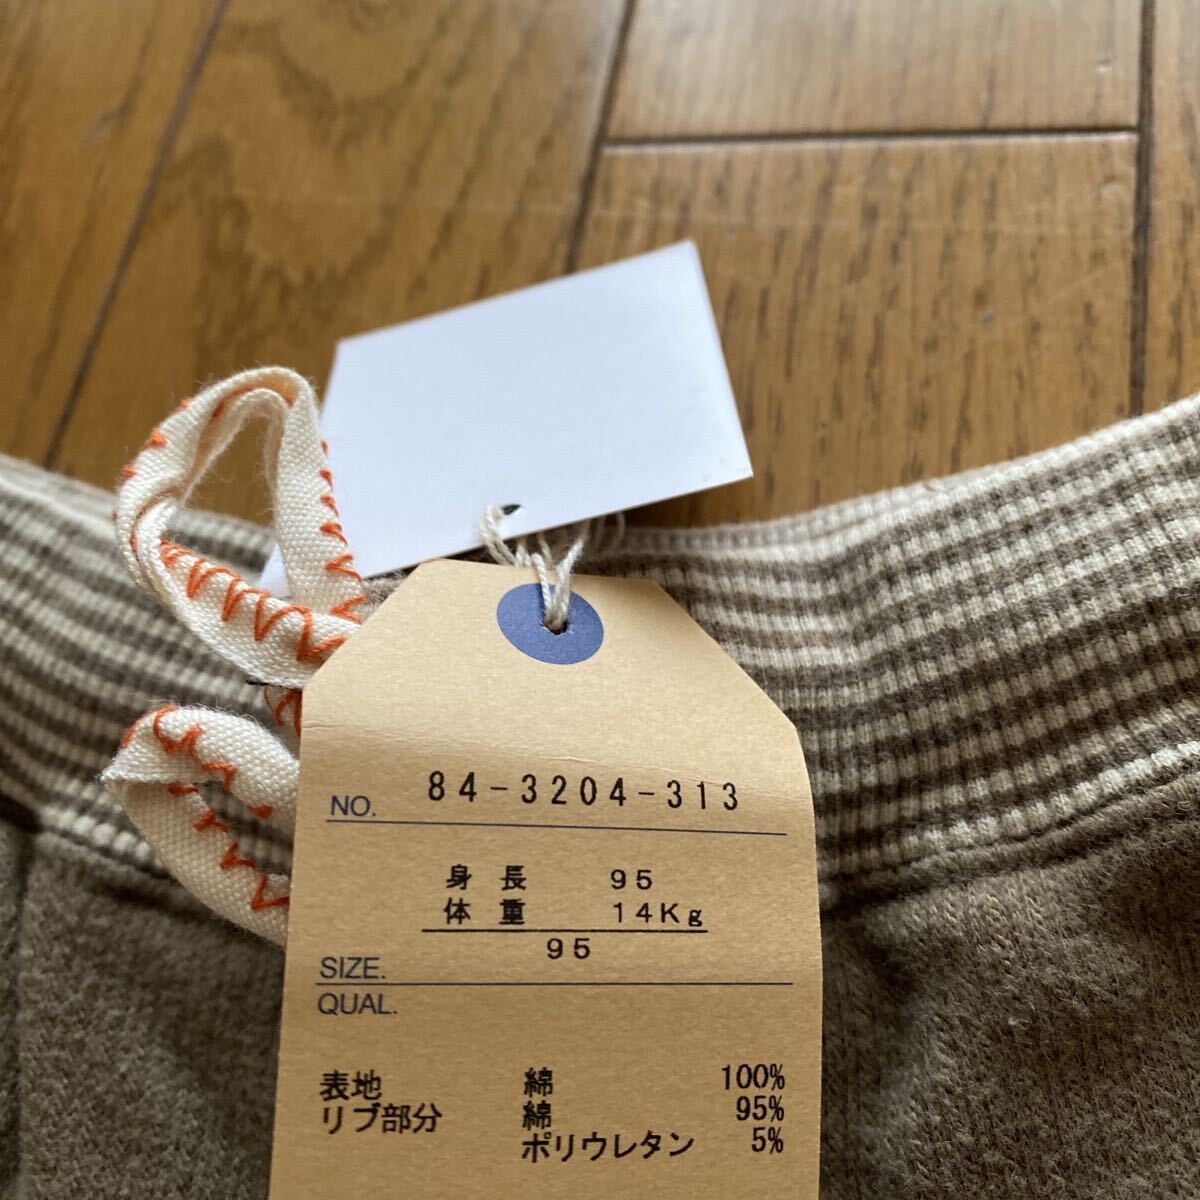 NO. 84-3204-313
身長 95
体重 14Kg
95
SIZE.
QUAL.
表地 綿 100%
リブ部分 綿 95%
ポリウレタン 5%